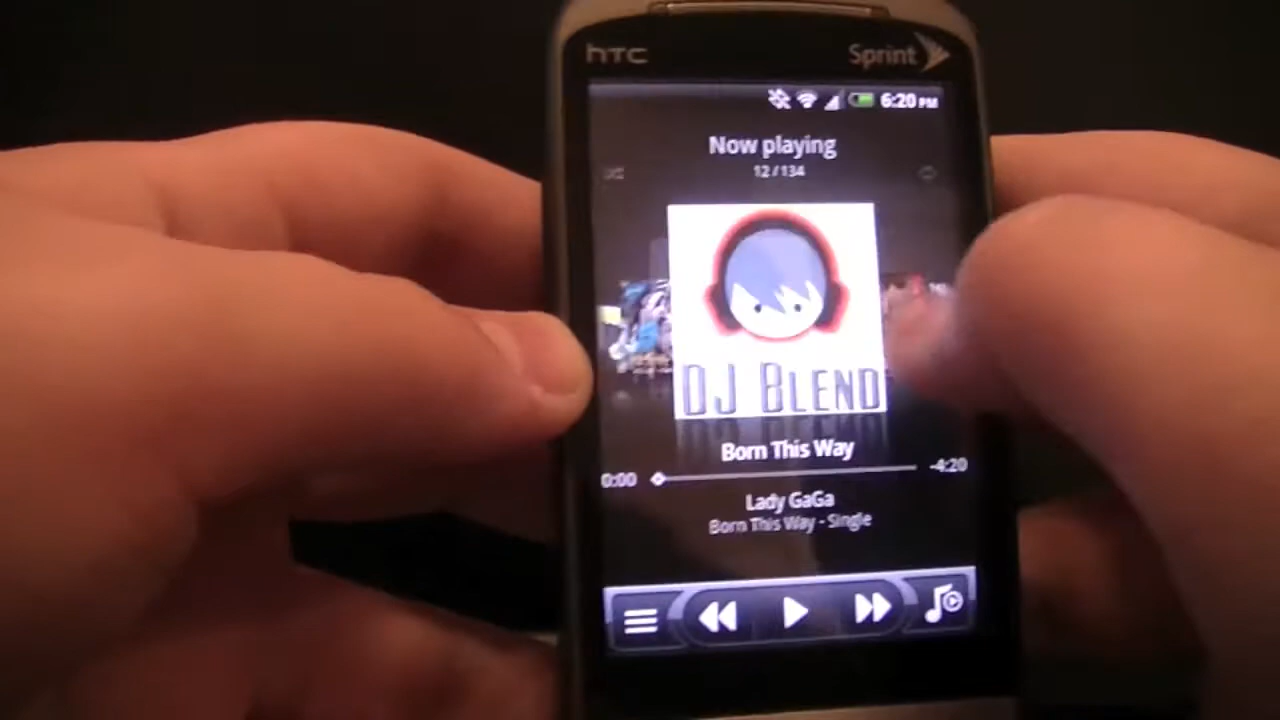 hTC
Sprint
6:20 PM
Now playing
12 / 134
DJ BLEND
Born This Way
0:00
-4:20
Lady GaGa
Born This Way - Single